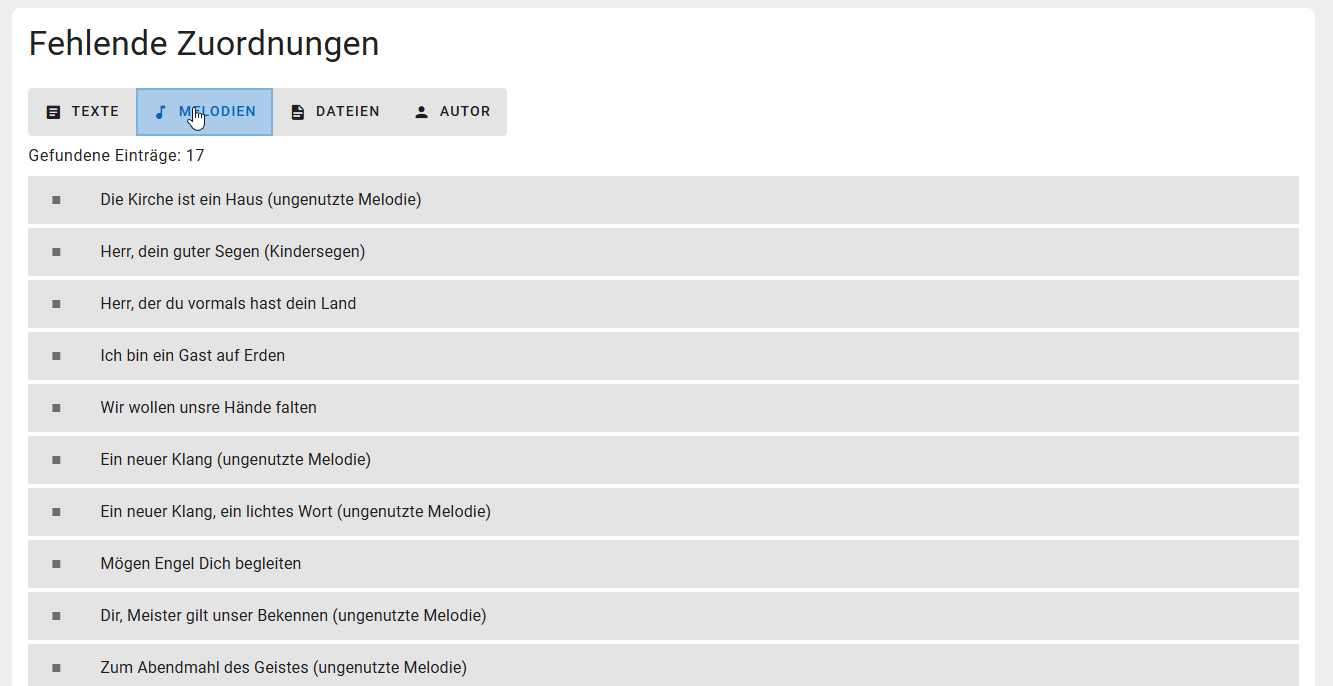 Fehlende Zuordnungen
TEXTE MELODIEN DATEIEN AUTOR
Gefundene Einträge: 17
Die Kirche ist ein Haus (ungenutzte Melodie)
Herr, dein guter Segen (Kindersegen)
Herr, der du vormals hast dein Land
Ich bin ein Gast auf Erden
Wir wollen unsre Hände falten
Ein neuer Klang (ungenutzte Melodie)
Ein neuer Klang, ein lichtes Wort (ungenutzte Melodie)
Mögen Engel Dich begleiten
Dir, Meister gilt unser Bekennen (ungenutzte Melodie)
Zum Abendmahl des Geistes (ungenutzte Melodie)